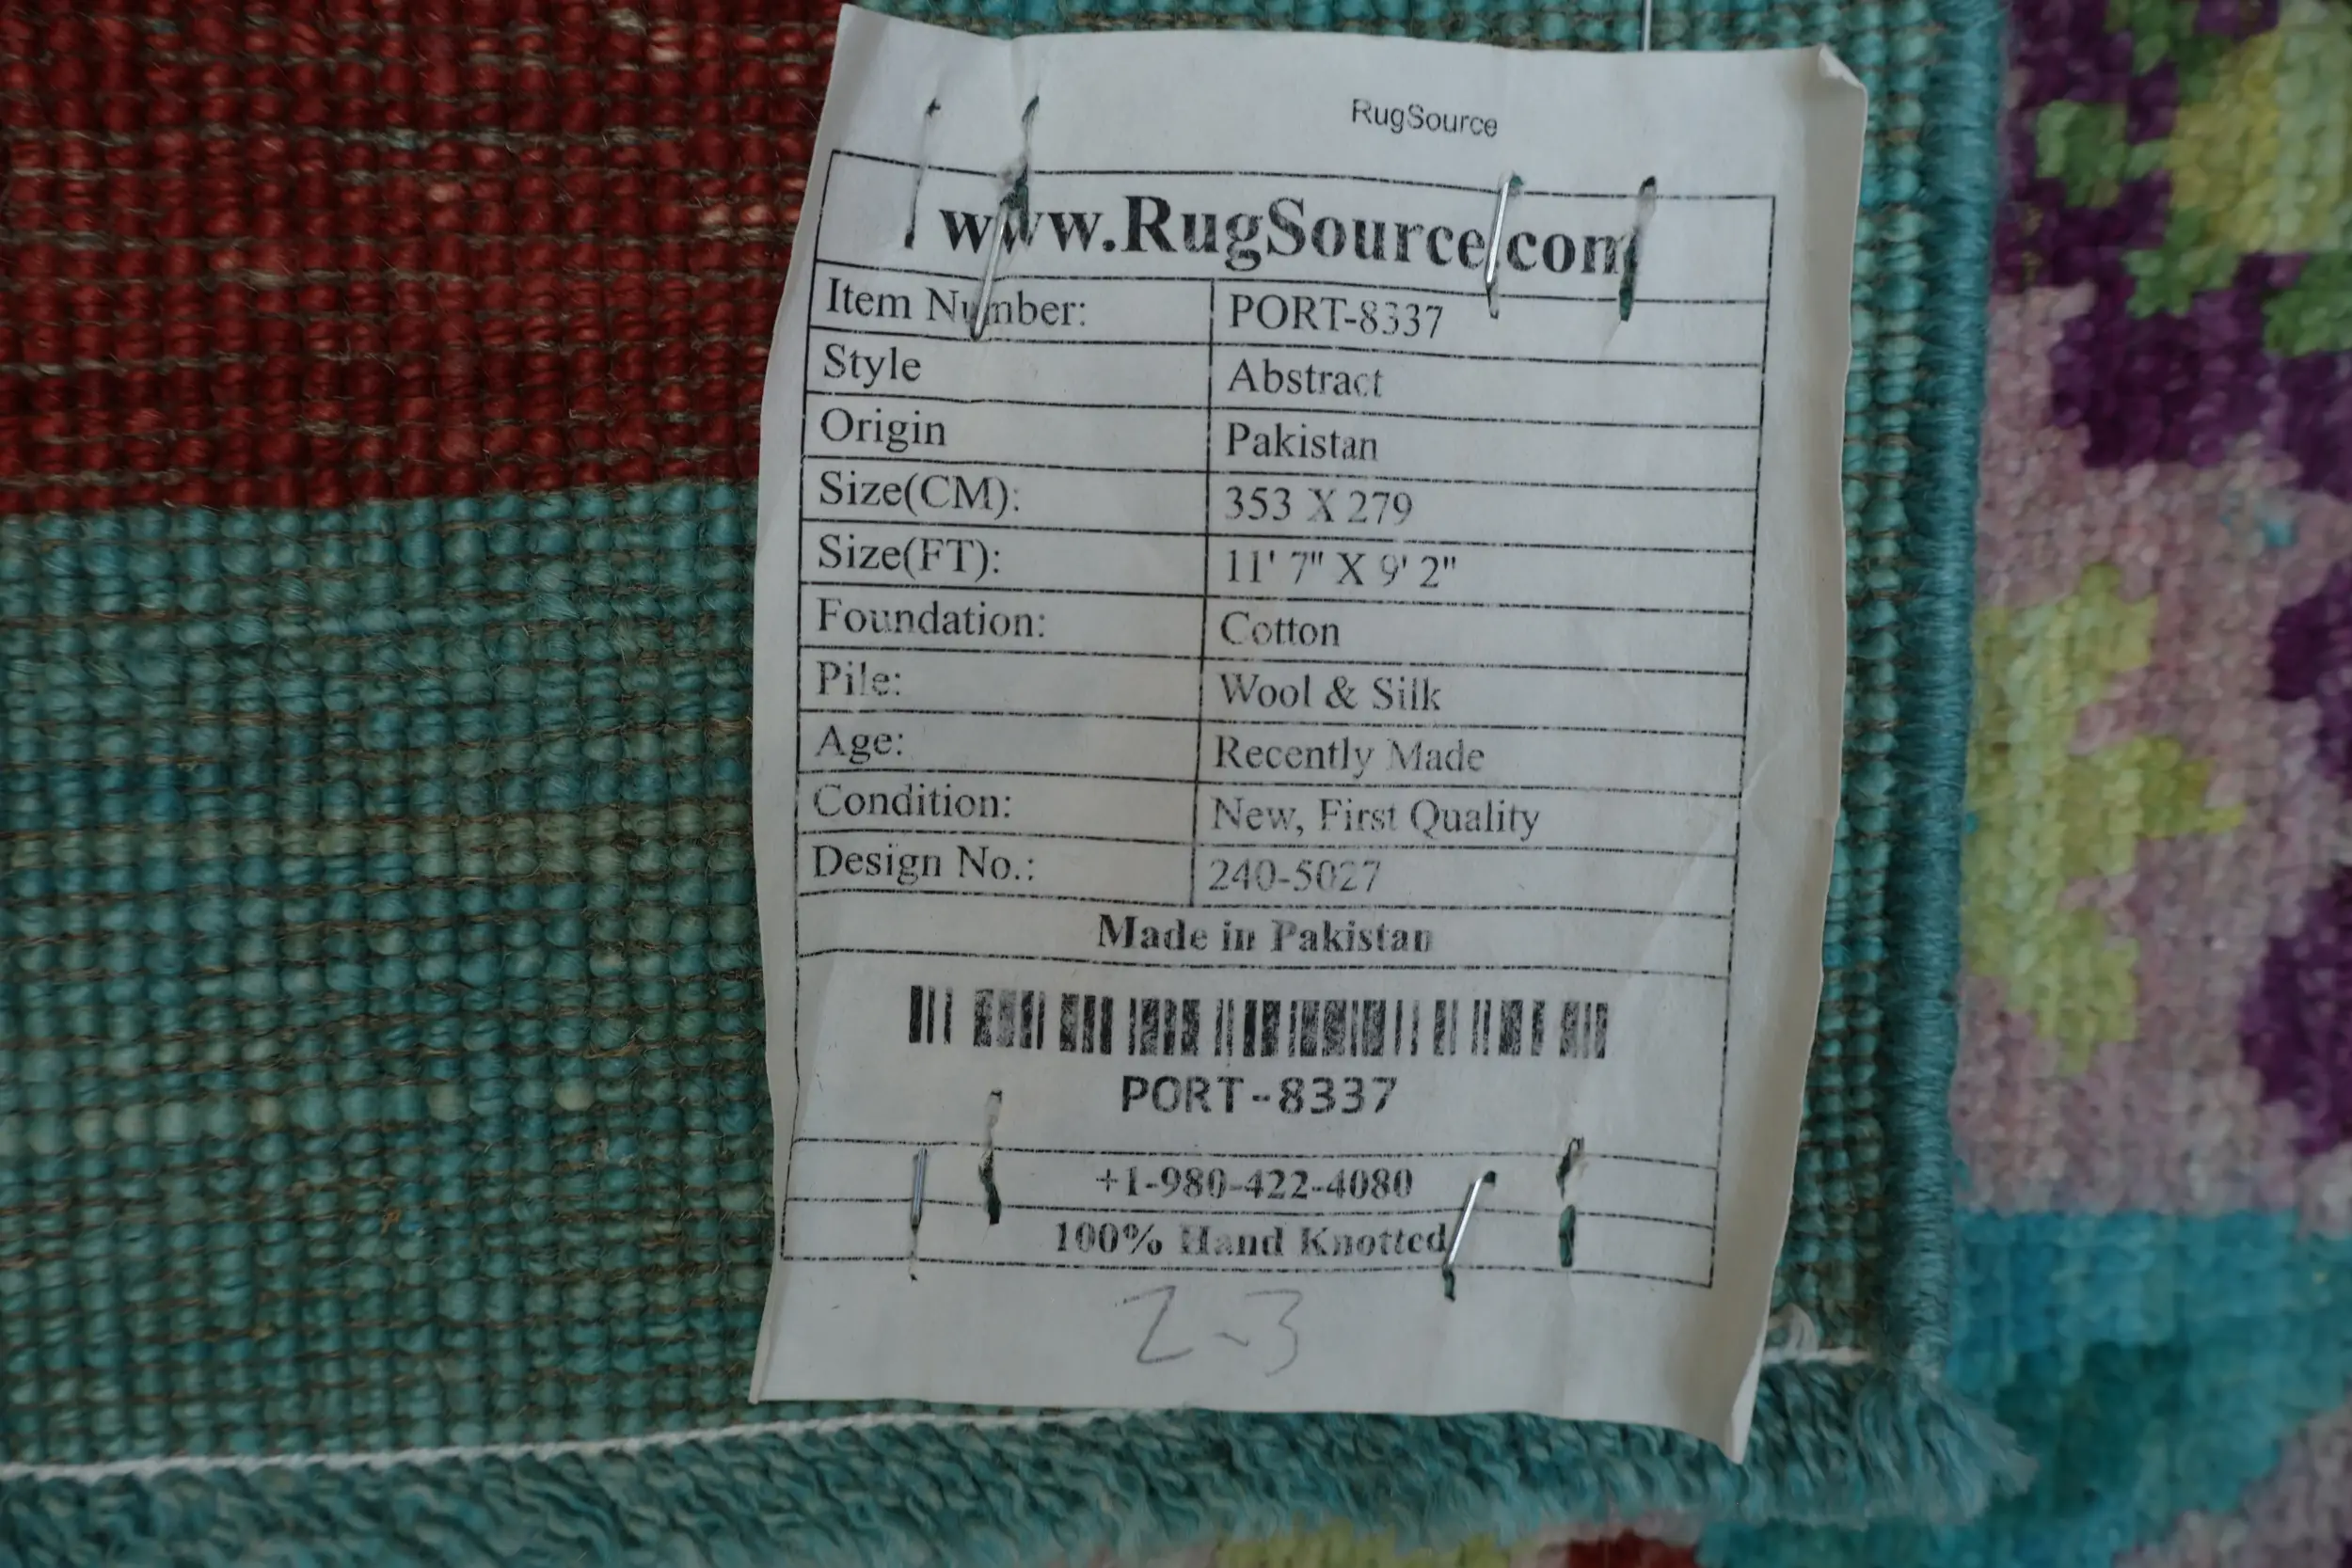 RugSource
www.RugSource.com
Item Number: PORT-8337
Style Abstract
Origin Pakistan
Size(CM): 353 X 279
Size(FT): 11' 7" X 9' 2"
Foundation: Cotton
Pile: Wool & Silk
Age: Recently Made
Condition: New, First Quality
Design No.: 240-5027
Made in Pakistan
PORT-8337
+1-980-422-4080
100% Hand Knotted
2-3